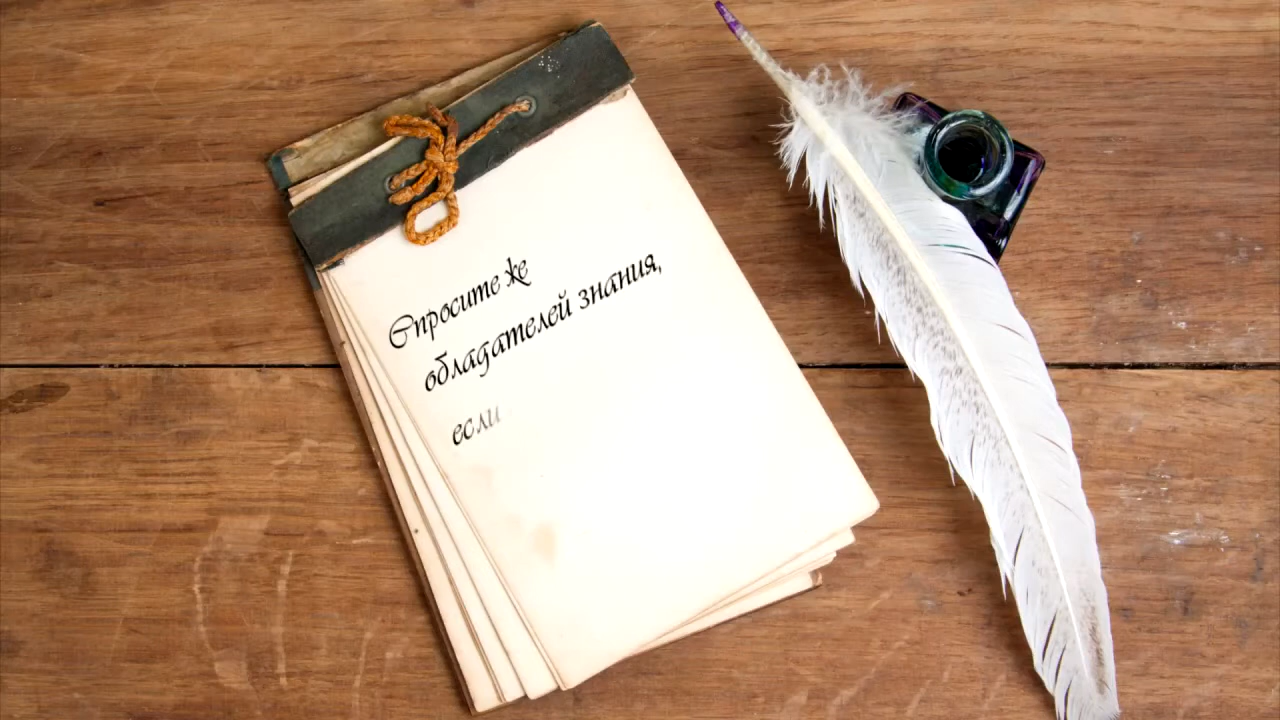 Спросите же
обладателей знания,
если